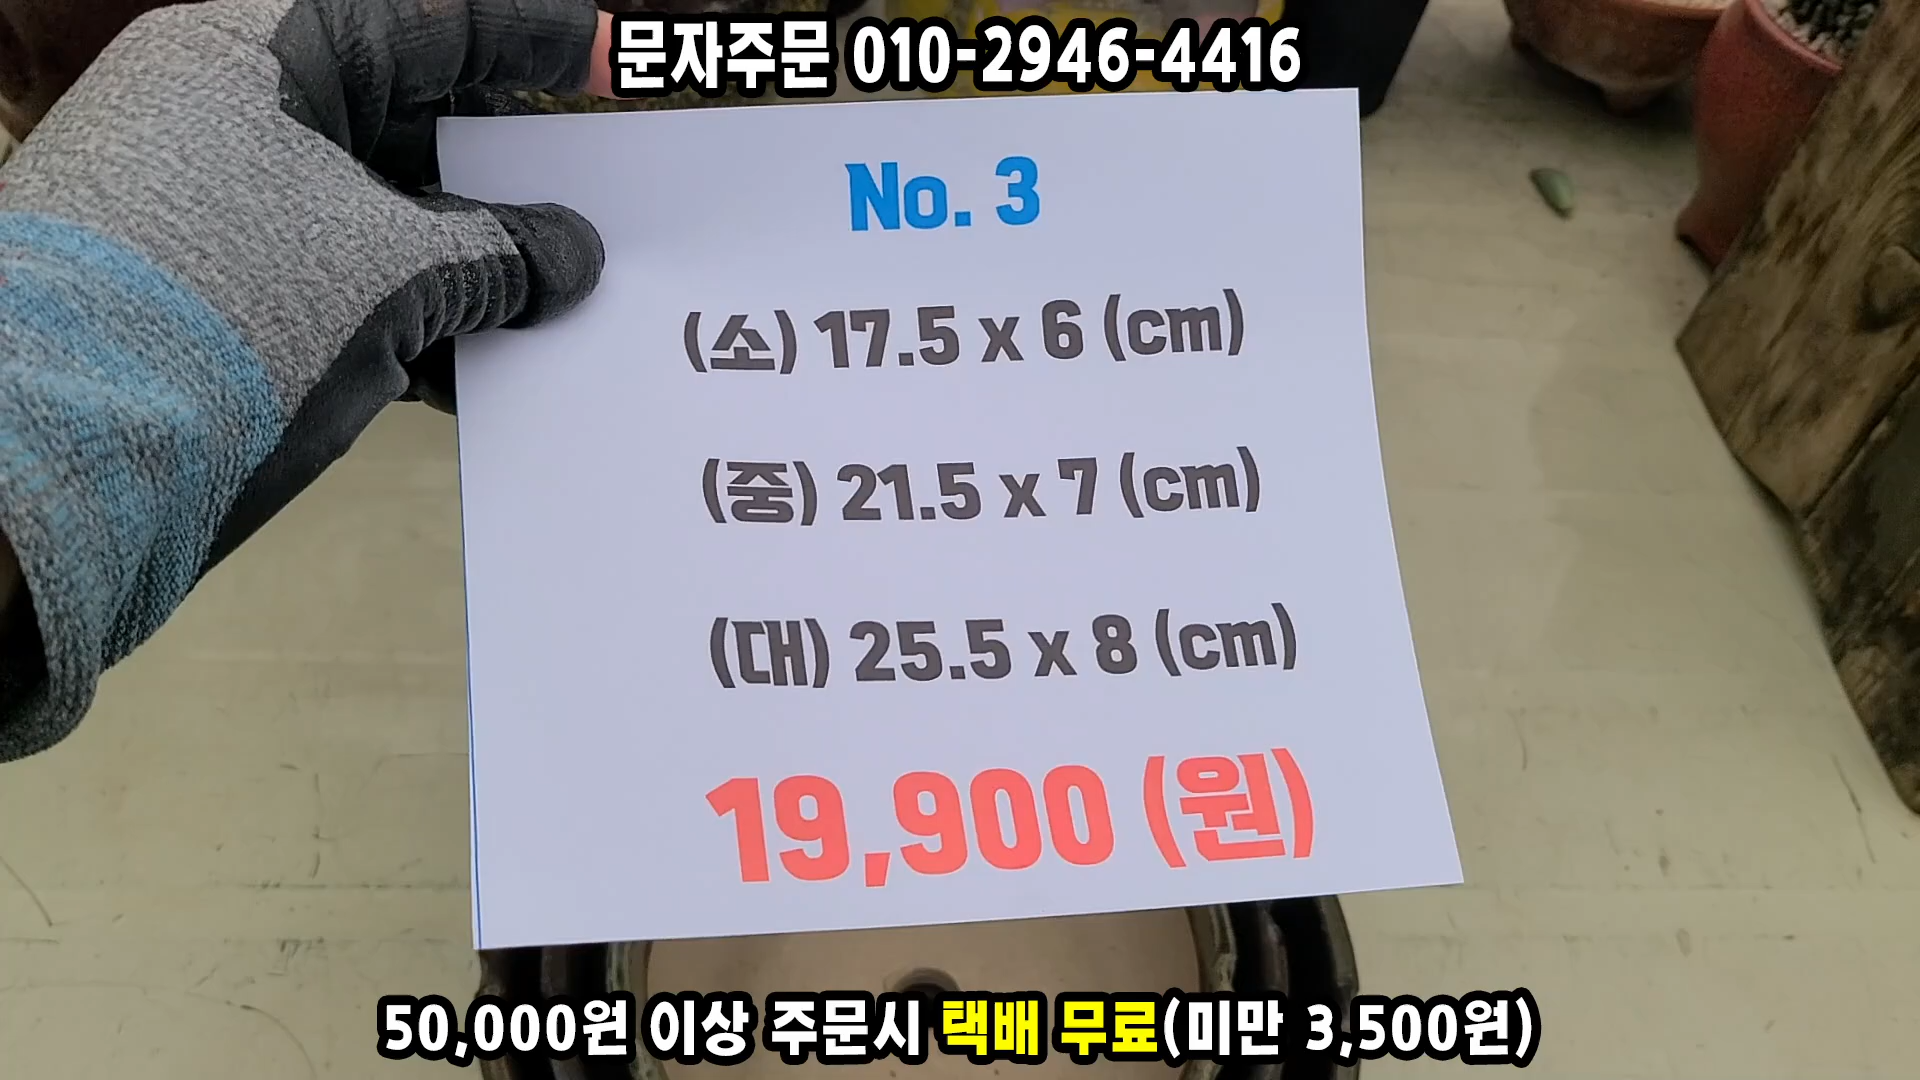 문자주문 010-2946-4416
No. 3
(소) 17.5 x 6 (cm)
(중) 21.5 x 7 (cm)
(대) 25.5 x 8 (cm)
19,900 (원)
50,000원 이상 주문시 택배 무료(미만 3,500원)